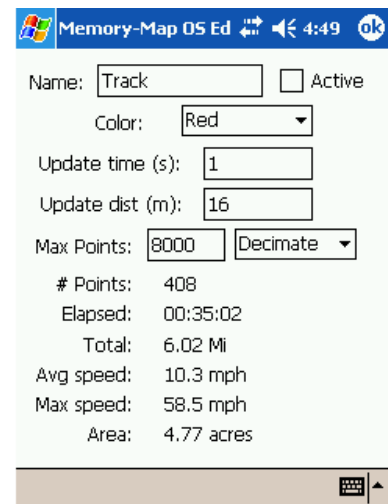 Memory-Map OS Ed 4:49 ok
Name: Track Active
Color: Red
Update time (s): 1
Update dist (m): 16
Max Points: 8000 Decimate
# Points: 408
Elapsed: 00:35:02
Total: 6.02 Mi
Avg speed: 10.3 mph
Max speed: 58.5 mph
Area: 4.77 acres